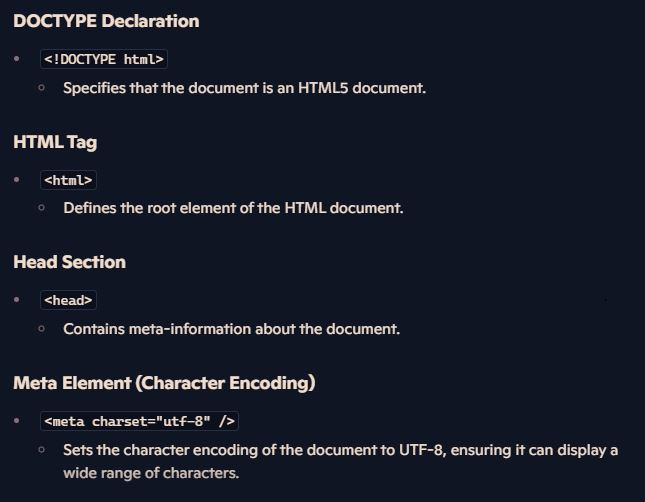 DOCTYPE Declaration
<!DOCTYPE html>
Specifies that the document is an HTML5 document.
HTML Tag
<html>
Defines the root element of the HTML document.
Head Section
<head>
Contains meta-information about the document.
Meta Element (Character Encoding)
<meta charset="utf-8" />
Sets the character encoding of the document to UTF-8, ensuring it can display a
wide range of characters.